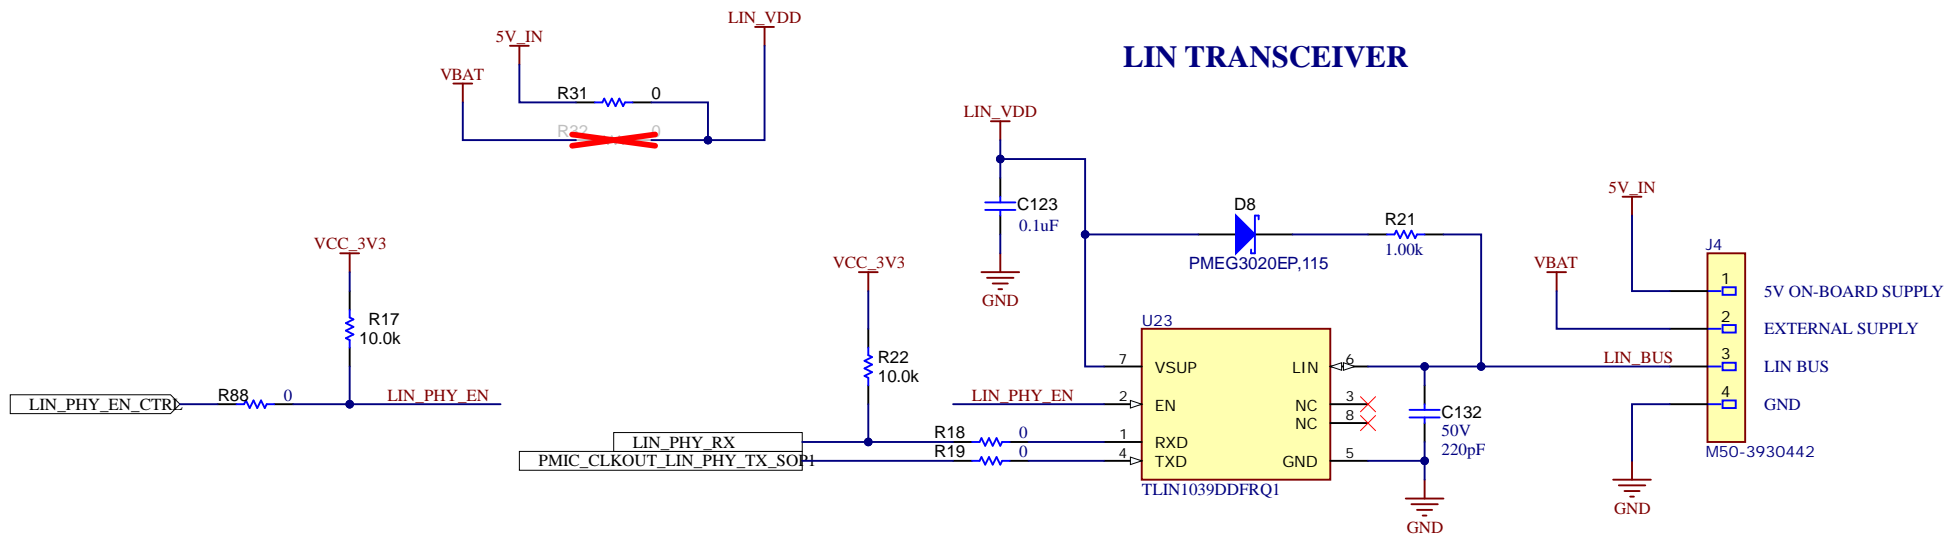 LIN_VDD
5V_IN
VBAT
R31 0
R32 0
LIN TRANSCEIVER
LIN_VDD
C123
0.1uF
GND
D8
PMEG3020EP,115
R21
1.00k
5V_IN
VBAT
J4
1 5V ON-BOARD SUPPLY
2 EXTERNAL SUPPLY
LIN_BUS 3 LIN BUS
4 GND
M50-3930442
GND
VCC_3V3
R17
10.0k
LIN_PHY_EN_CTRL R88 0 LIN_PHY_EN
VCC_3V3
R22
10.0k
U23
7 VSUP LIN 6
LIN_PHY_EN 2 EN NC 3
NC 8
LIN_PHY_RX R18 0 1 RXD
PMIC_CLKOUT_LIN_PHY_TX_SOP1 R19 0 4 TXD GND 5
TLIN1039DDFRQ1
C132
50V
220pF
GND